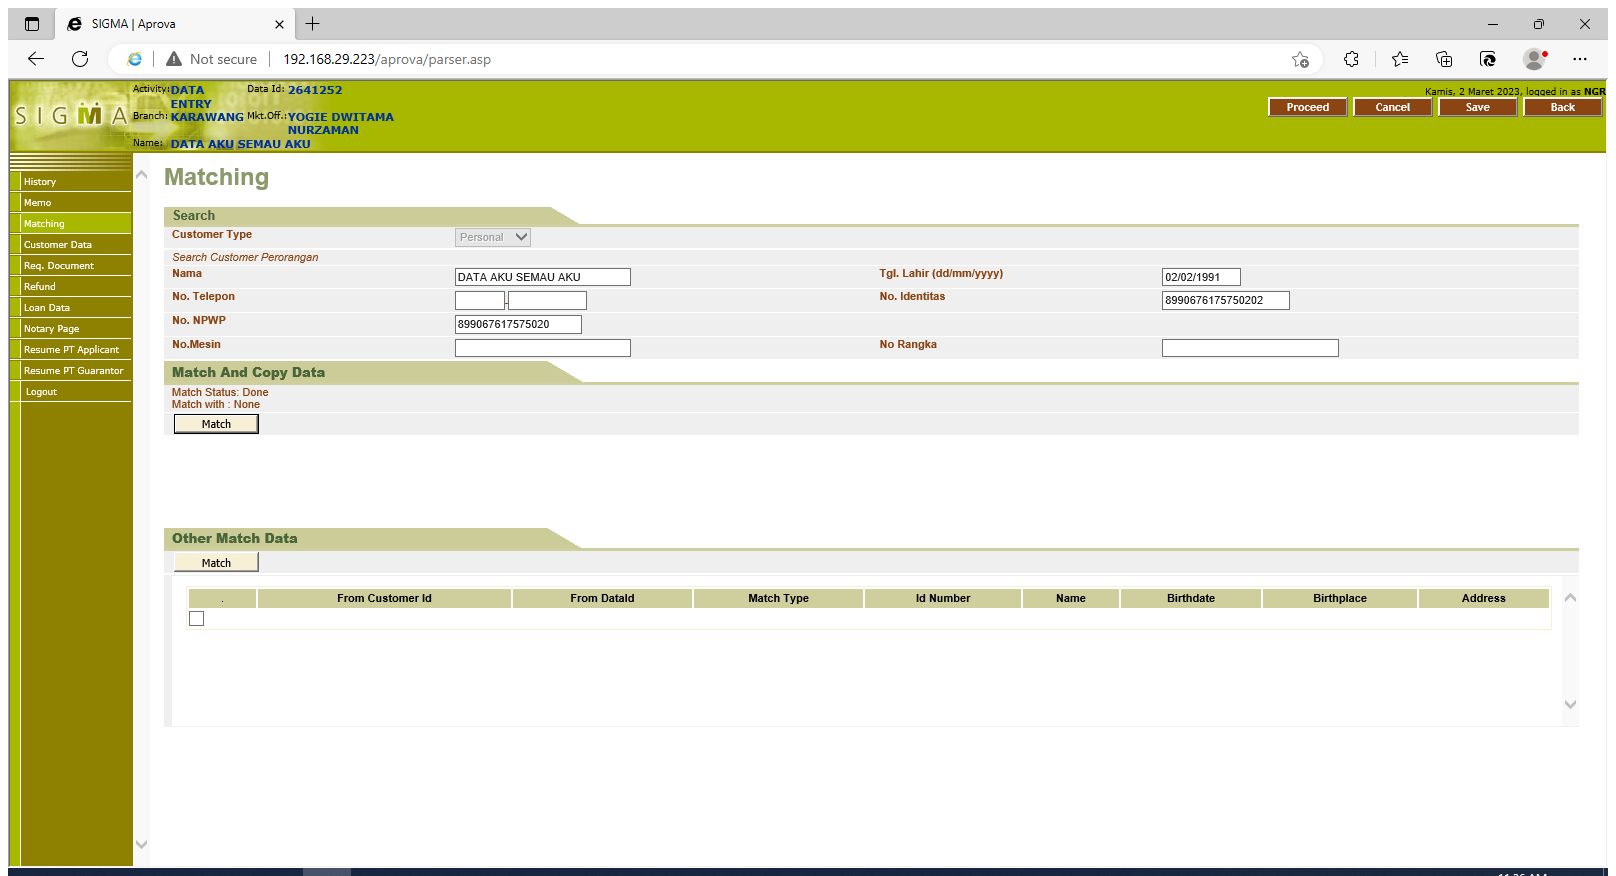 SIGMA | Aprova
Not secure
192.168.29.223/aprova/parser.asp
SIGMA
Activity: DATA ENTRY Data Id: 2641252
Branch: KARAWANG Mkt.Off.: YOGIE DWITAMA NURZAMAN
Name: DATA AKU SEMAU AKU
Kamis, 2 Maret 2023, logged in as NGR
Proceed Cancel Save Back
History
Memo
Matching
Customer Data
Req. Document
Refund
Loan Data
Notary Page
Resume PT Applicant
Resume PT Guarantor
Logout
Matching
Search
Customer Type Personal
Search Customer Perorangan
Nama DATA AKU SEMAU AKU Tgl. Lahir (dd/mm/yyyy) 02/02/1991
No. Telepon - No. Identitas 8990676175750202
No. NPWP 899067617575020
No.Mesin No Rangka
Match And Copy Data
Match Status: Done
Match with : None
Match
Other Match Data
Match
. From Customer Id From DataId Match Type Id Number Name Birthdate Birthplace Address